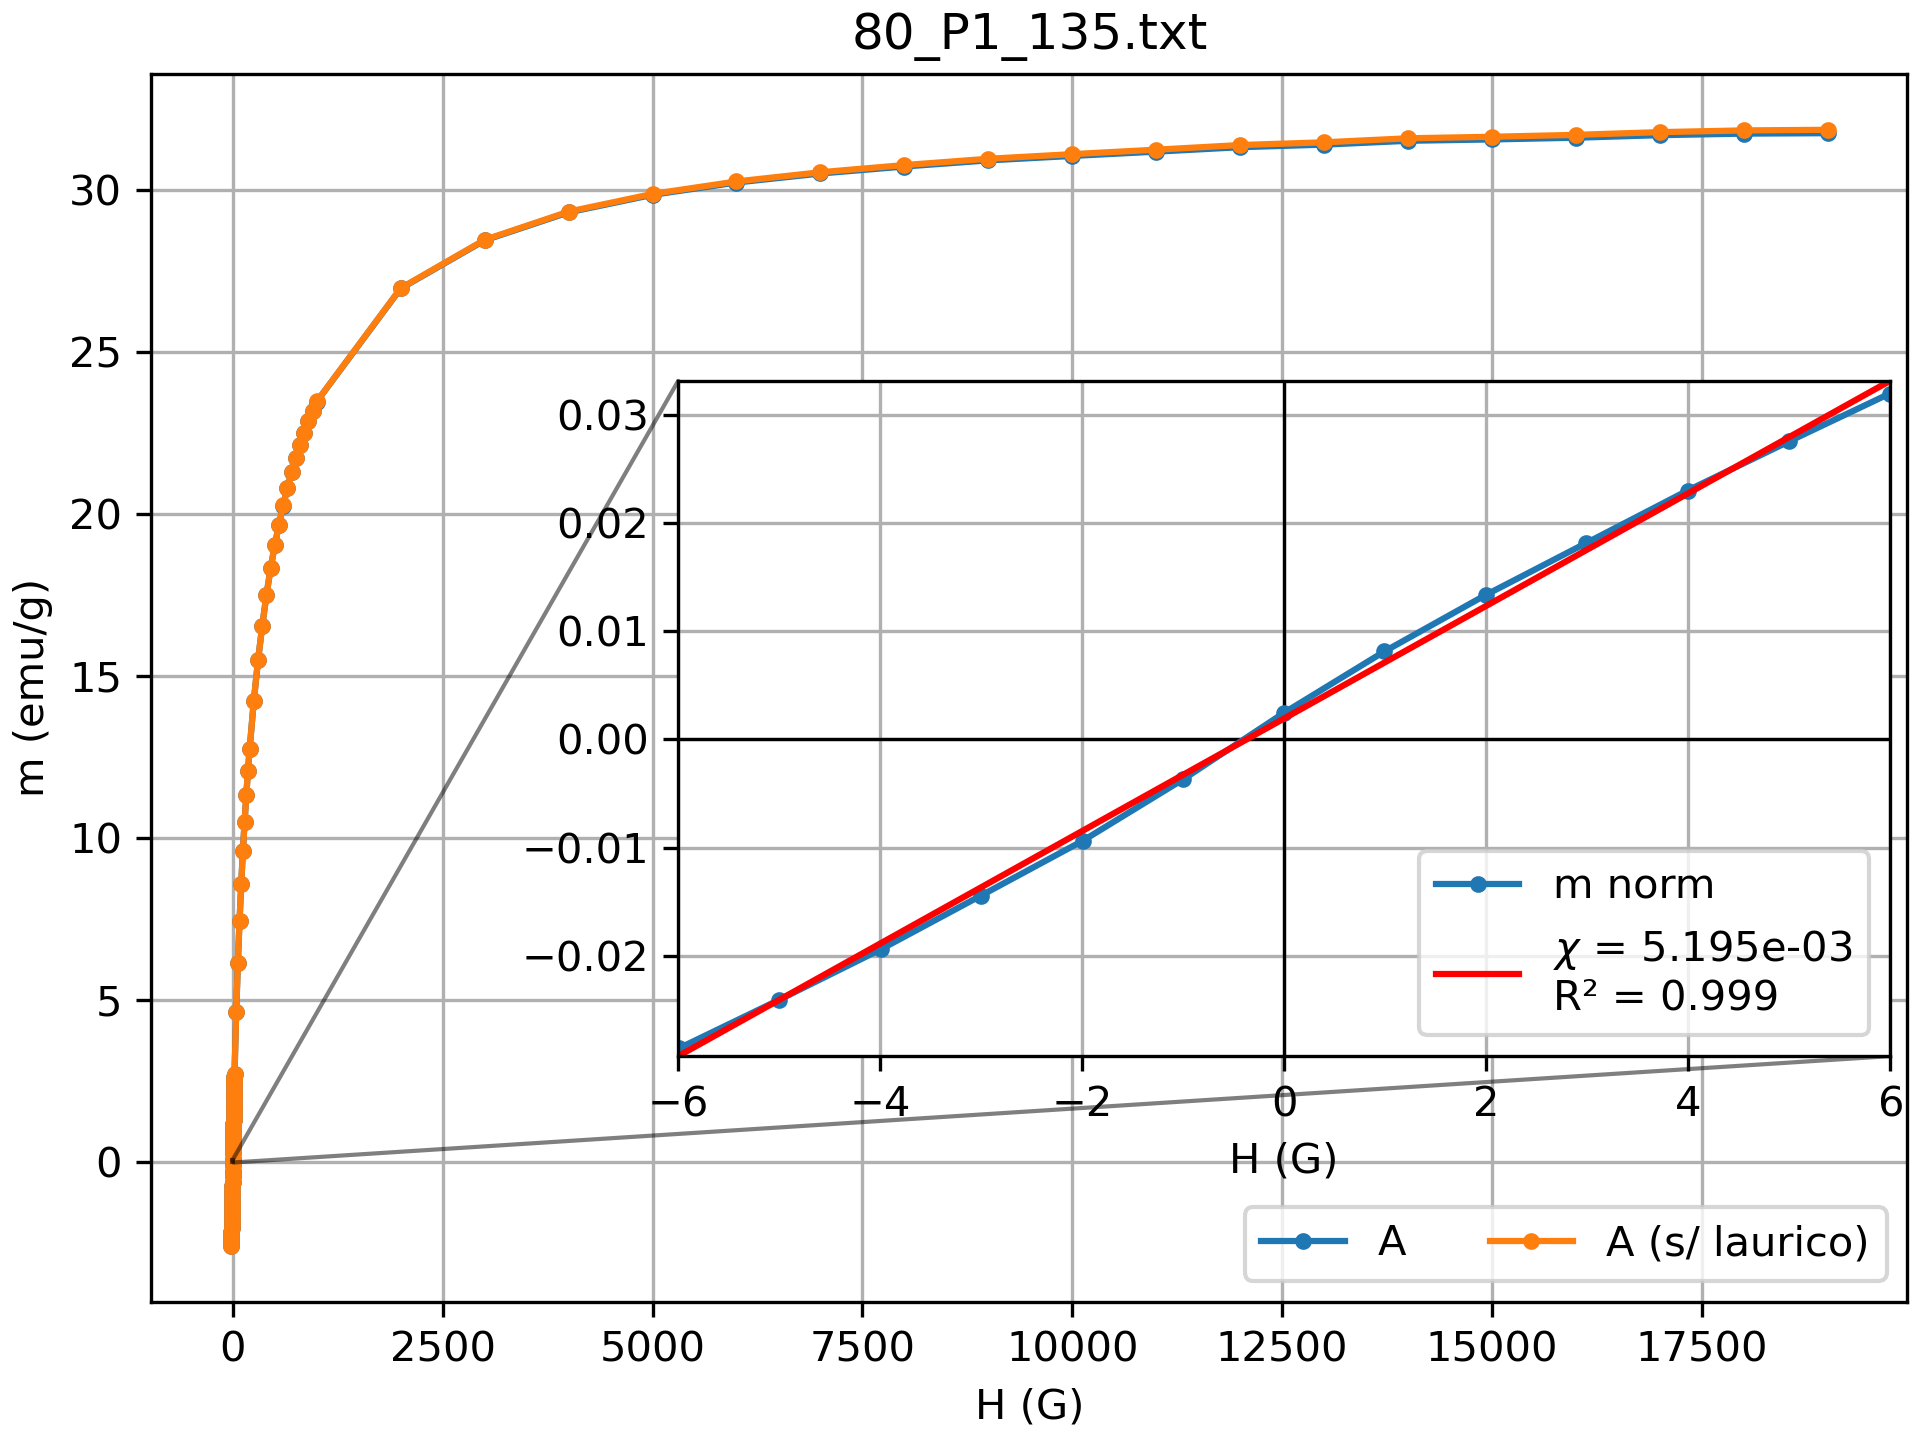 80_P1_135.txt
m (emu/g)
30
25
20
15
10
5
0
0.03
0.02
0.01
0.00
−0.01
−0.02
m norm
χ = 5.195e-03
R² = 0.999
−6 −4 −2 0 2 4 6
H (G)
A A (s/ laurico)
0 2500 5000 7500 10000 12500 15000 17500
H (G)